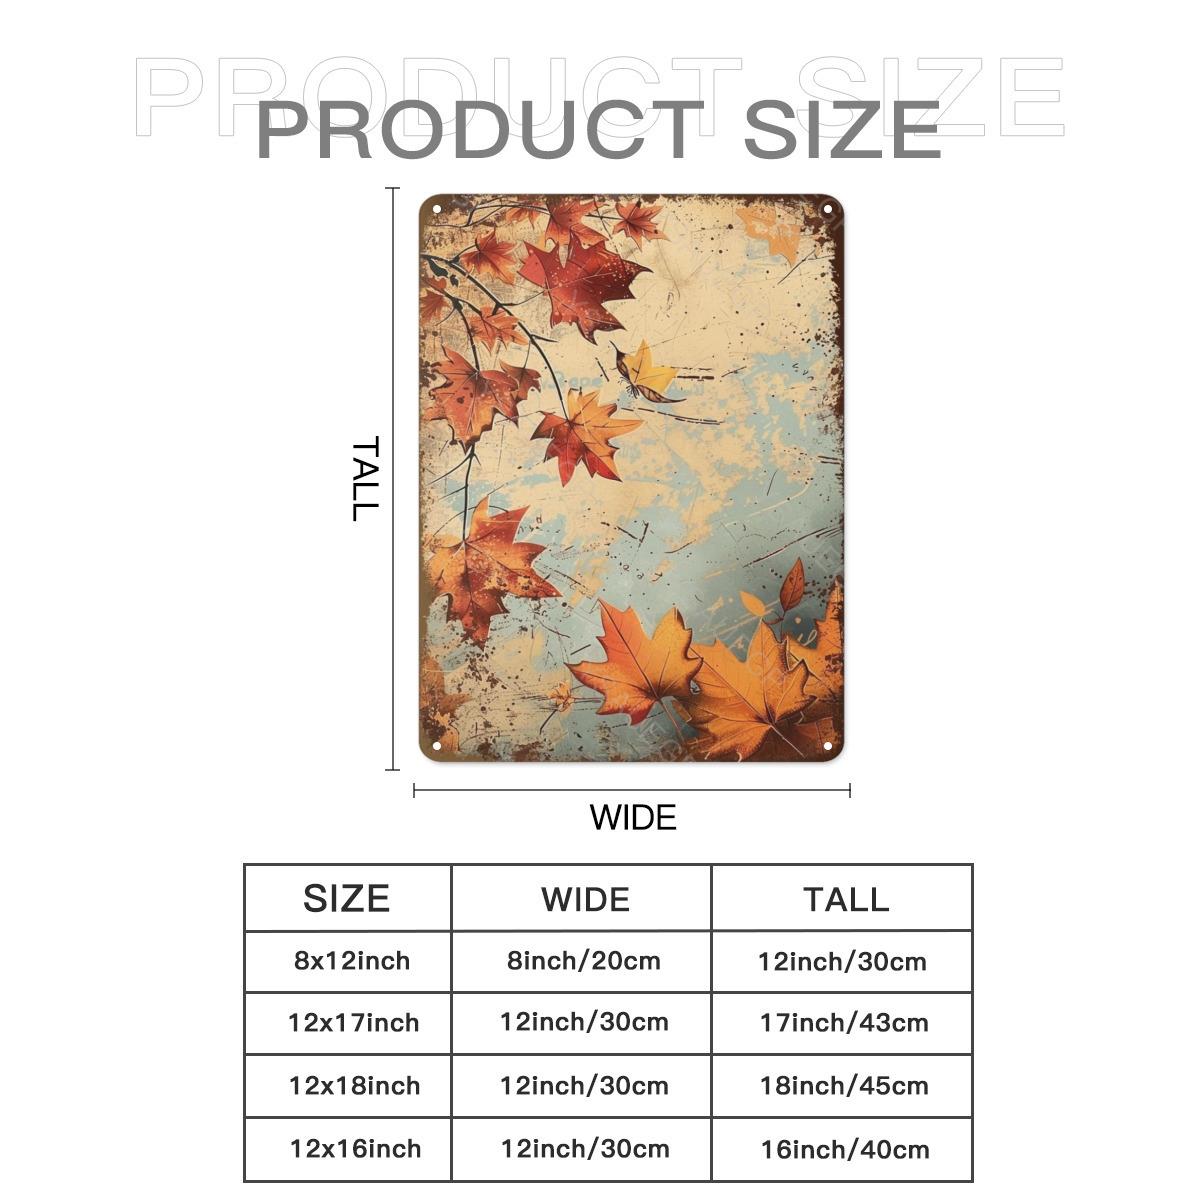 PRODUCT SIZE
PRODUCT SIZE
TALL
WIDE
SIZE WIDE TALL
8x12inch 8inch/20cm 12inch/30cm
12x17inch 12inch/30cm 17inch/43cm
12x18inch 12inch/30cm 18inch/45cm
12x16inch 12inch/30cm 16inch/40cm